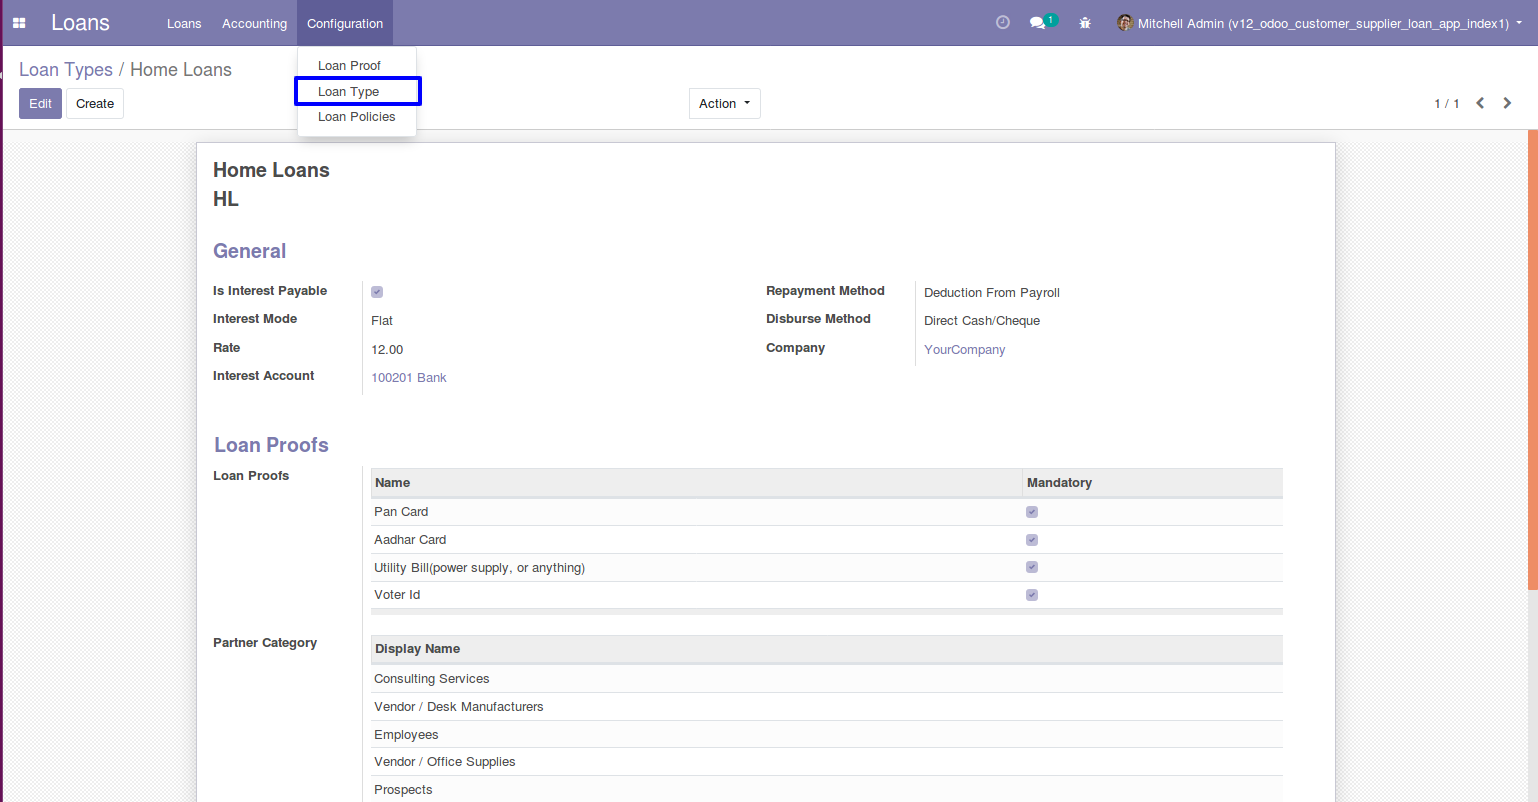 Loans Loans Accounting Configuration 1 Mitchell Admin (v12_odoo_customer_supplier_loan_app_index1)
Loan Proof
Loan Type
Loan Policies
Loan Types / Home Loans
Edit Create Action 1 / 1
Home Loans
HL
General
Is Interest Payable Repayment Method Deduction From Payroll
Interest Mode Flat Disburse Method Direct Cash/Cheque
Rate 12.00 Company YourCompany
Interest Account 100201 Bank
Loan Proofs
Loan Proofs Name Mandatory
Pan Card
Aadhar Card
Utility Bill(power supply, or anything)
Voter Id
Partner Category Display Name
Consulting Services
Vendor / Desk Manufacturers
Employees
Vendor / Office Supplies
Prospects